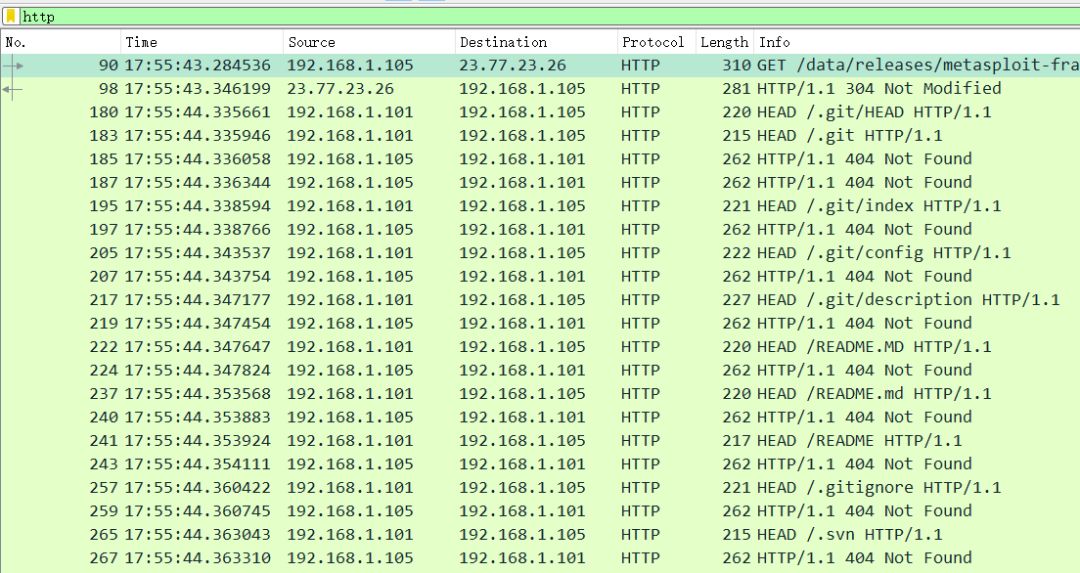 http
No. Time Source Destination Protocol Length Info
90 17:55:43.284536 192.168.1.105 23.77.23.26 HTTP 310 GET /data/releases/metasploit-fra
98 17:55:43.346199 23.77.23.26 192.168.1.105 HTTP 281 HTTP/1.1 304 Not Modified
180 17:55:44.335661 192.168.1.101 192.168.1.105 HTTP 220 HEAD /.git/HEAD HTTP/1.1
183 17:55:44.335946 192.168.1.101 192.168.1.105 HTTP 215 HEAD /.git HTTP/1.1
185 17:55:44.336058 192.168.1.105 192.168.1.101 HTTP 262 HTTP/1.1 404 Not Found
187 17:55:44.336344 192.168.1.105 192.168.1.101 HTTP 262 HTTP/1.1 404 Not Found
195 17:55:44.338594 192.168.1.101 192.168.1.105 HTTP 221 HEAD /.git/index HTTP/1.1
197 17:55:44.338766 192.168.1.105 192.168.1.101 HTTP 262 HTTP/1.1 404 Not Found
205 17:55:44.343537 192.168.1.101 192.168.1.105 HTTP 222 HEAD /.git/config HTTP/1.1
207 17:55:44.343754 192.168.1.105 192.168.1.101 HTTP 262 HTTP/1.1 404 Not Found
217 17:55:44.347177 192.168.1.101 192.168.1.105 HTTP 227 HEAD /.git/description HTTP/1.1
219 17:55:44.347454 192.168.1.105 192.168.1.101 HTTP 262 HTTP/1.1 404 Not Found
222 17:55:44.347647 192.168.1.101 192.168.1.105 HTTP 220 HEAD /README.MD HTTP/1.1
224 17:55:44.347824 192.168.1.105 192.168.1.101 HTTP 262 HTTP/1.1 404 Not Found
237 17:55:44.353568 192.168.1.101 192.168.1.105 HTTP 220 HEAD /README.md HTTP/1.1
240 17:55:44.353883 192.168.1.105 192.168.1.101 HTTP 262 HTTP/1.1 404 Not Found
241 17:55:44.353924 192.168.1.101 192.168.1.105 HTTP 217 HEAD /README HTTP/1.1
243 17:55:44.354111 192.168.1.105 192.168.1.101 HTTP 262 HTTP/1.1 404 Not Found
257 17:55:44.360422 192.168.1.101 192.168.1.105 HTTP 221 HEAD /.gitignore HTTP/1.1
259 17:55:44.360745 192.168.1.105 192.168.1.101 HTTP 262 HTTP/1.1 404 Not Found
265 17:55:44.363043 192.168.1.101 192.168.1.105 HTTP 215 HEAD /.svn HTTP/1.1
267 17:55:44.363310 192.168.1.105 192.168.1.101 HTTP 262 HTTP/1.1 404 Not Found